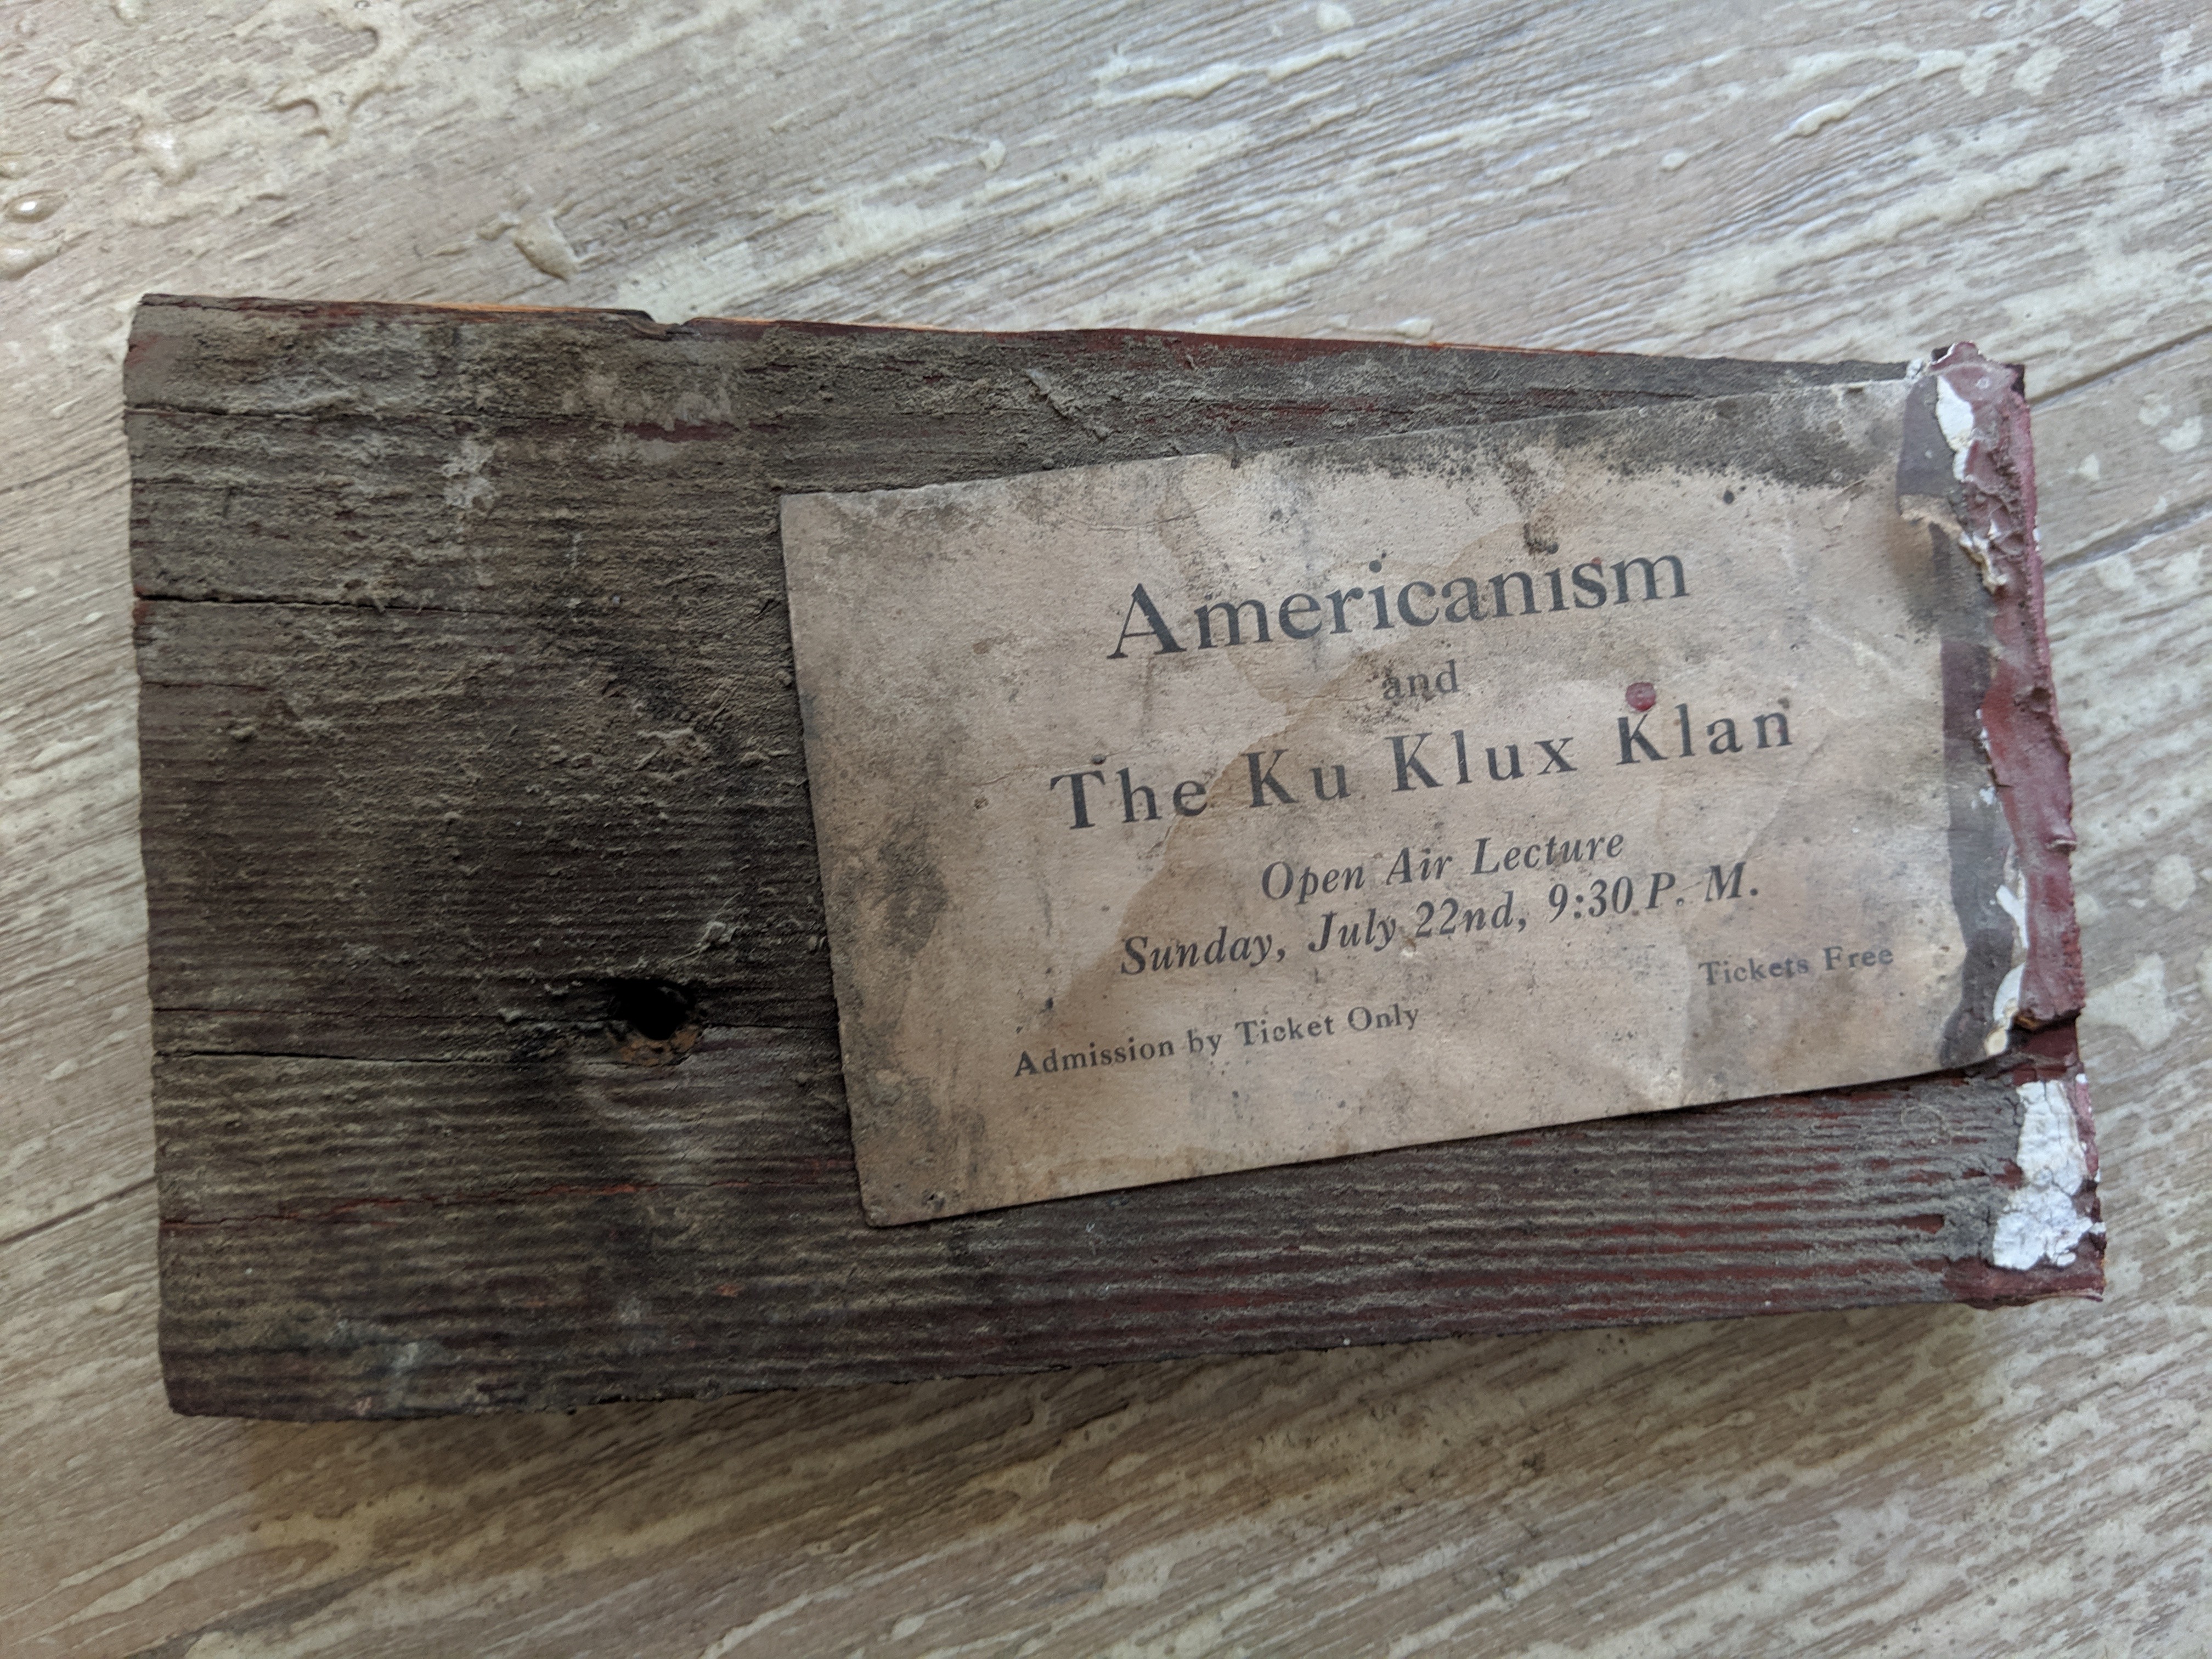 Americanism
and
The Ku Klux Klan
Open Air Lecture
Sunday, July 22nd, 9:30 P. M.
Admission by Ticket Only
Tickets Free